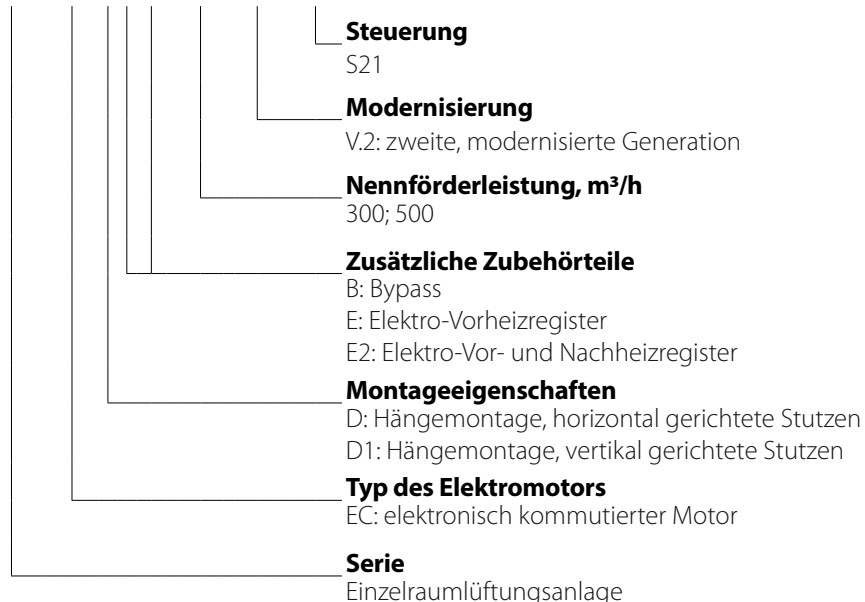 Steuerung
S21
Modernisierung
V.2: zweite, modernisierte Generation
Nennförderleistung, m³/h
300; 500
Zusätzliche Zubehörteile
B: Bypass
E: Elektro-Vorheizregister
E2: Elektro-Vor- und Nachheizregister
Montageeigenschaften
D: Hängemontage, horizontal gerichtete Stutzen
D1: Hängemontage, vertikal gerichtete Stutzen
Typ des Elektromotors
EC: elektronisch kommutierter Motor
Serie
Einzelraumlüftungsanlage